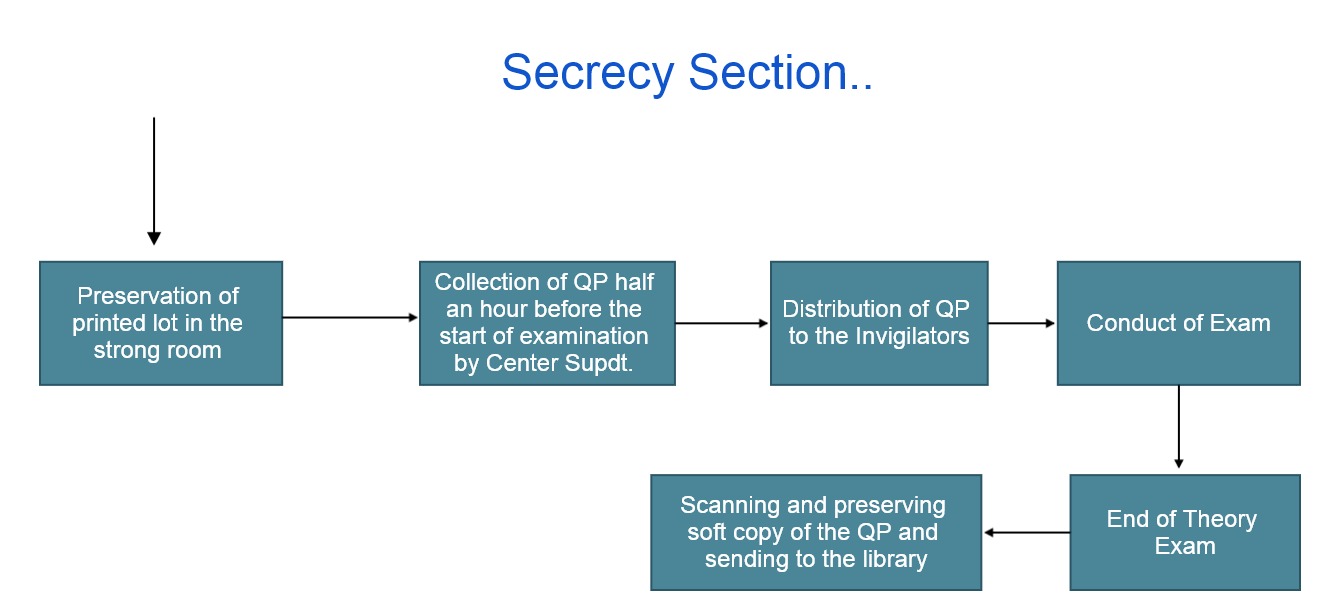 Secrecy Section..
Preservation of
printed lot in the
strong room
Collection of QP half
an hour before the
start of examination
by Center Supdt.
Distribution of QP
to the Invigilators
Conduct of Exam
End of Theory
Exam
Scanning and preserving
soft copy of the QP and
sending to the library